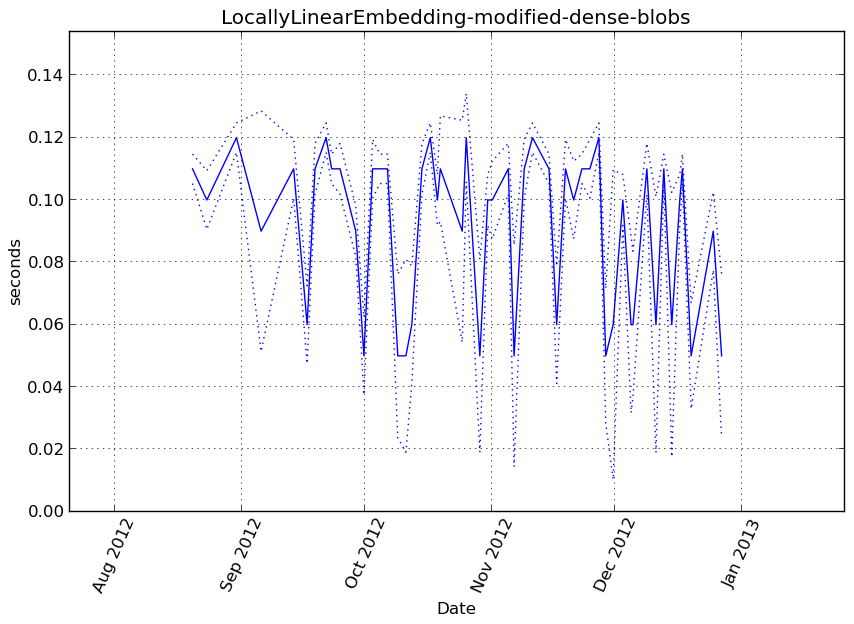 LocallyLinearEmbedding-modified-dense-blobs
seconds
0.14
0.12
0.10
0.08
0.06
0.04
0.02
0.00
Aug 2012
Sep 2012
Oct 2012
Nov 2012
Dec 2012
Jan 2013
Date